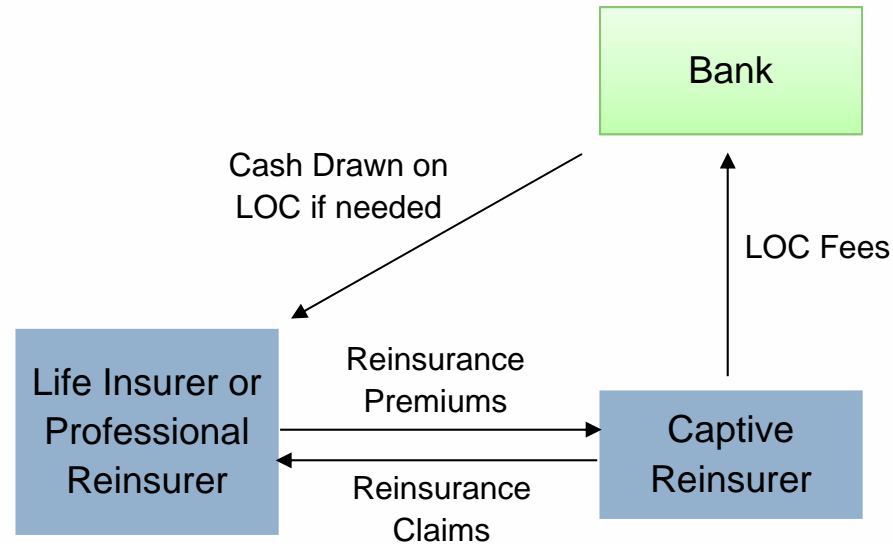 Bank
Cash Drawn on
LOC if needed
LOC Fees
Life Insurer or
Professional
Reinsurer
Reinsurance
Premiums
Reinsurance
Claims
Captive
Reinsurer